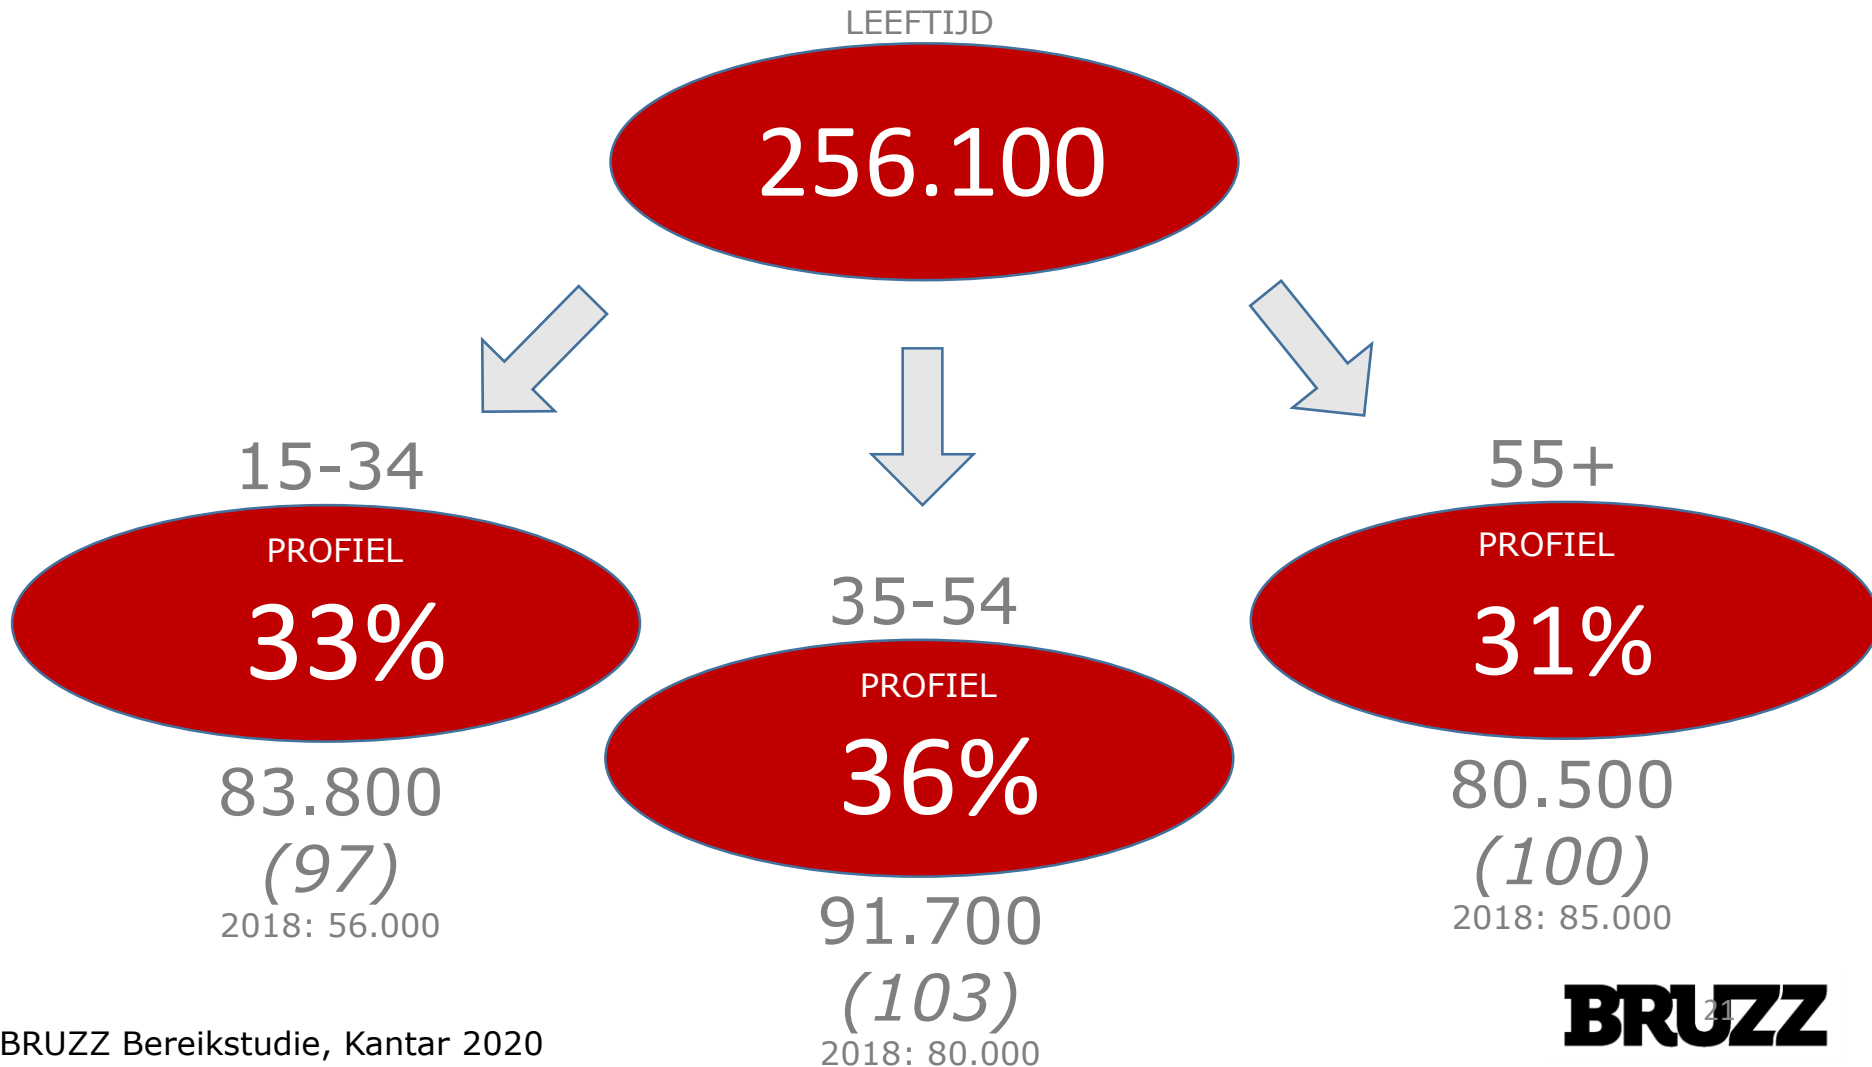 LEEFTIJD
256.100
15-34
PROFIEL
33%
83.800
(97)
2018: 56.000
35-54
PROFIEL
36%
91.700
(103)
2018: 80.000
55+
PROFIEL
31%
80.500
(100)
2018: 85.000
BRUZZ Bereikstudie, Kantar 2020
BRUZZ
21